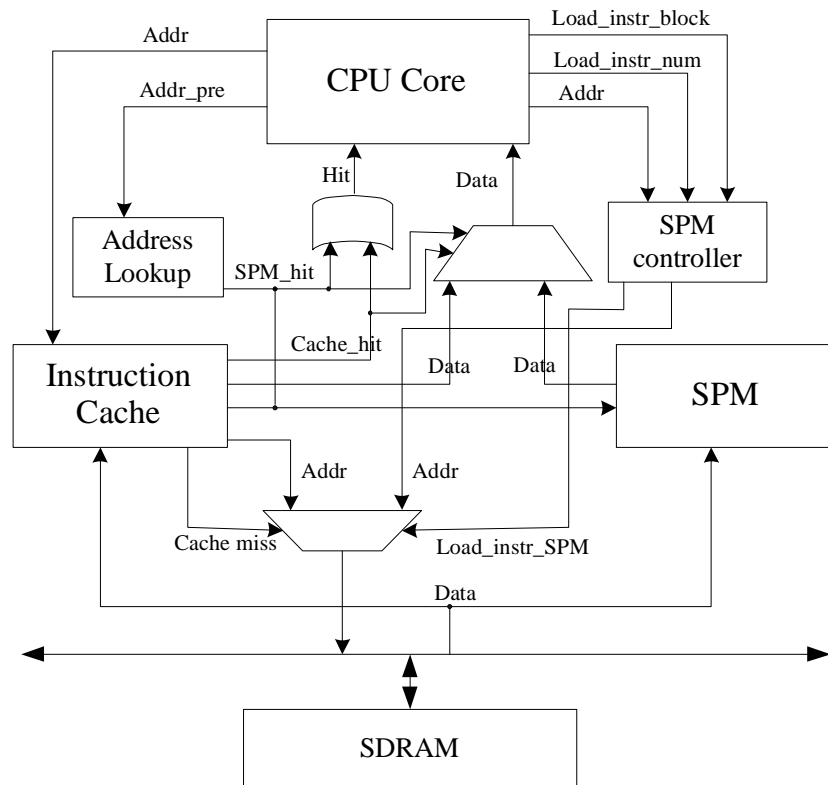 Load_instr_block
Addr
Load_instr_num
CPU Core
Addr_pre
Addr
Hit
Data
Address
Lookup
SPM
controller
SPM_hit
Cache_hit
Data
Data
Instruction
Cache
SPM
Addr
Addr
Cache miss
Load_instr_SPM
Data
SDRAM